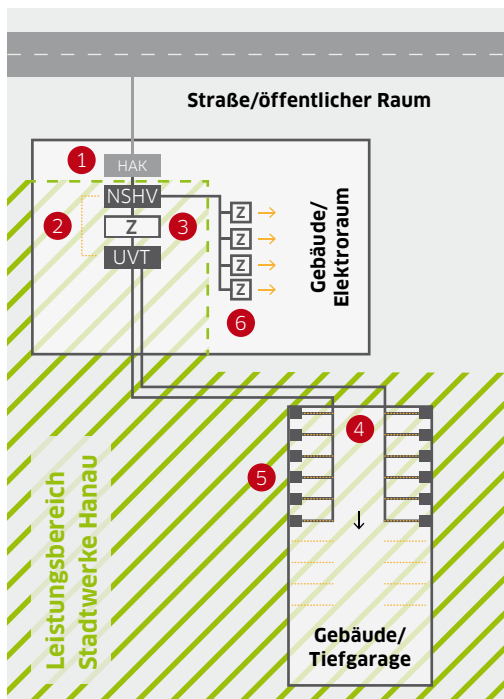 Straße/öffentlicher Raum
1
HAK
NSHV
2
Z
3
UVT
Z
Z
Z
Z
6
Gebäude/
Elektroraum
4
5
Leistungsbereich
Stadtwerke Hanau
Gebäude/
Tiefgarage